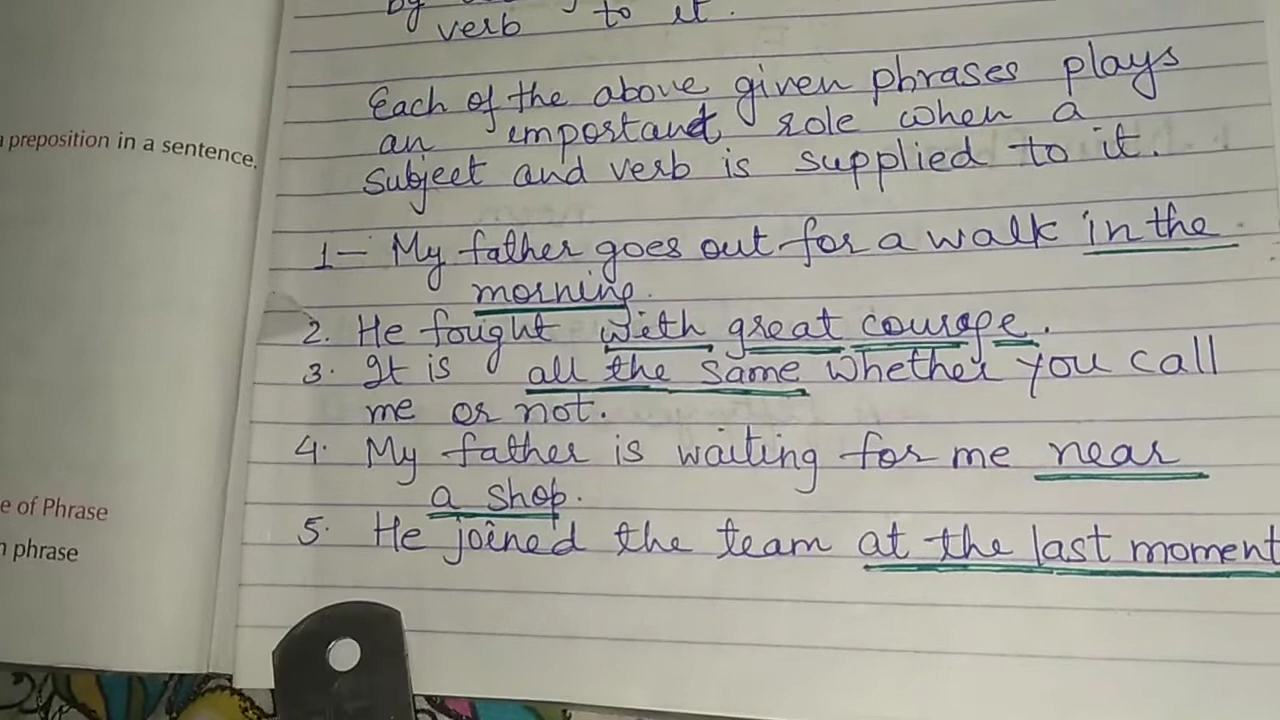 a preposition in a sentence.
e of Phrase
n phrase
by
verb to it.
Each of the above given phrases plays
an important role when a
subject and verb is supplied to it.
1- My father goes out for a walk in the
morning.
2. He fought with great courage.
3. It is all the same whether you call
me or not.
4. My father is waiting for me near
a shop.
5. He joined the team at the last moment